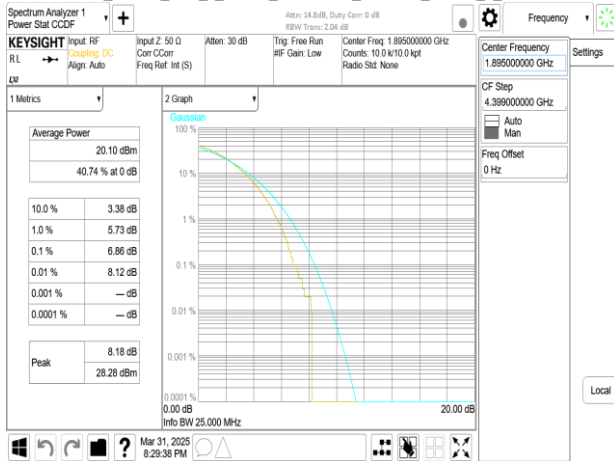 Spectrum Analyzer 1
Power Stat CCDF
Attn: 14.8dB, Duty Corr: 0 dB
RBW Trans: 2.04 dB
Frequency
KEYSIGHT
RL
Input: RF
Coupling: DC
Align: Auto
Input Z: 50 Ω
Corr CCorr
Freq Ref: Int (S)
Atten: 30 dB
Trig: Free Run
#IF Gain: Low
Center Freq: 1.895000000 GHz
Counts: 10.0 k/10.0 kpt
Radio Std: None
Center Frequency
1.895000000 GHz
Settings
CF Step
4.399000000 GHz
Auto
Man
Freq Offset
0 Hz
Local
1 Metrics
Average Power
20.10 dBm
40.74 % at 0 dB
10.0 % 3.38 dB
1.0 % 5.73 dB
0.1 % 6.86 dB
0.01 % 8.12 dB
0.001 % --- dB
0.0001 % --- dB
Peak
8.18 dB
28.28 dBm
2 Graph
Gaussian
100 %
10 %
1 %
0.1 %
0.01 %
0.001 %
0.0001 %
0.00 dB 20.00 dB
Info BW 25.000 MHz
?
Mar 31, 2025
8:29:38 PM